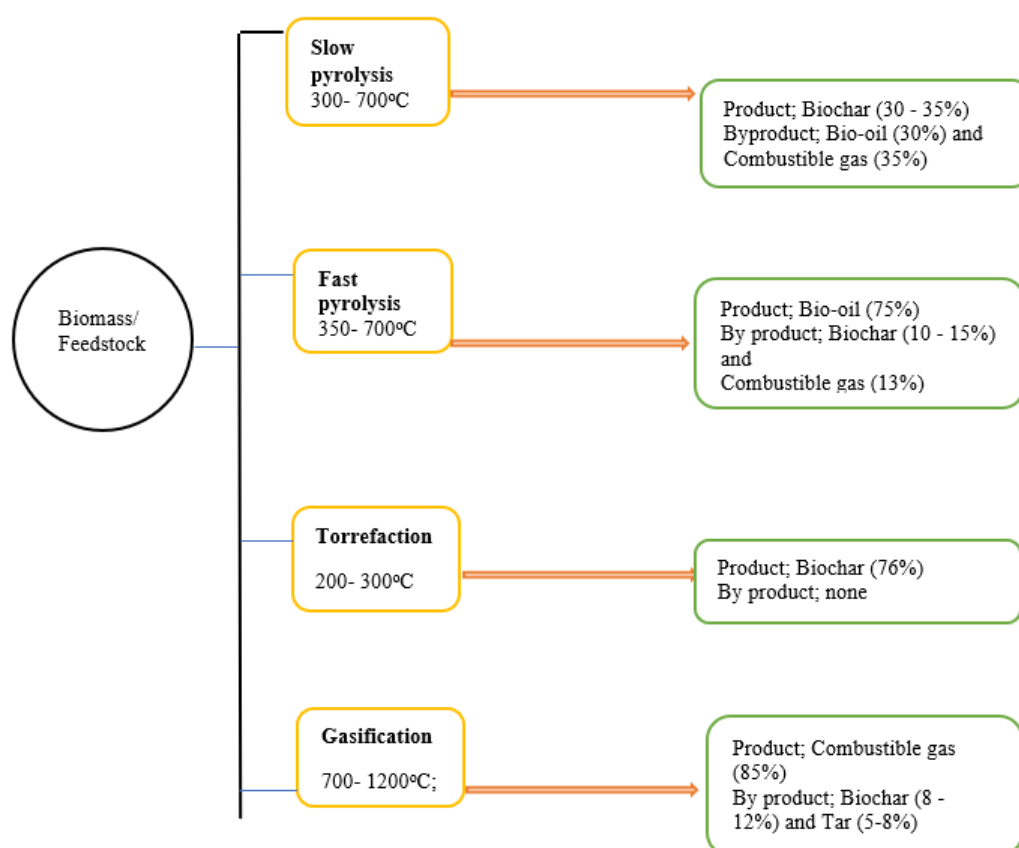 Biomass/
Feedstock
Slow
pyrolysis
300- 700ºC
Product; Biochar (30 - 35%)
Byproduct; Bio-oil (30%) and
Combustible gas (35%)
Fast
pyrolysis
350- 700ºC
Product; Bio-oil (75%)
By product; Biochar (10 - 15%)
and
Combustible gas (13%)
Torrefaction
200- 300ºC
Product; Biochar (76%)
By product; none
Gasification
700- 1200ºC;
Product; Combustible gas
(85%)
By product; Biochar (8 -
12%) and Tar (5-8%)